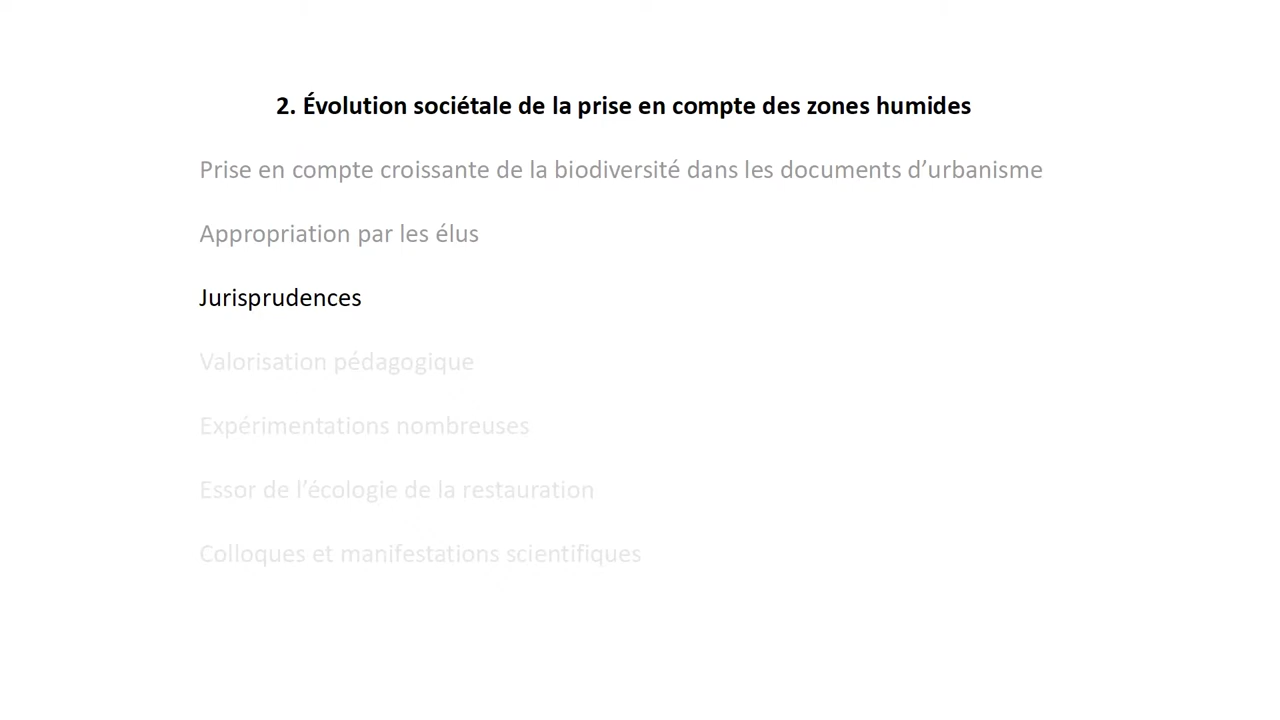 2. Évolution sociétale de la prise en compte des zones humides
Prise en compte croissante de la biodiversité dans les documents d’urbanisme
Appropriation par les élus
Jurisprudences
Valorisation pédagogique
Expérimentations nombreuses
Essor de l’écologie de la restauration
Colloques et manifestations scientifiques